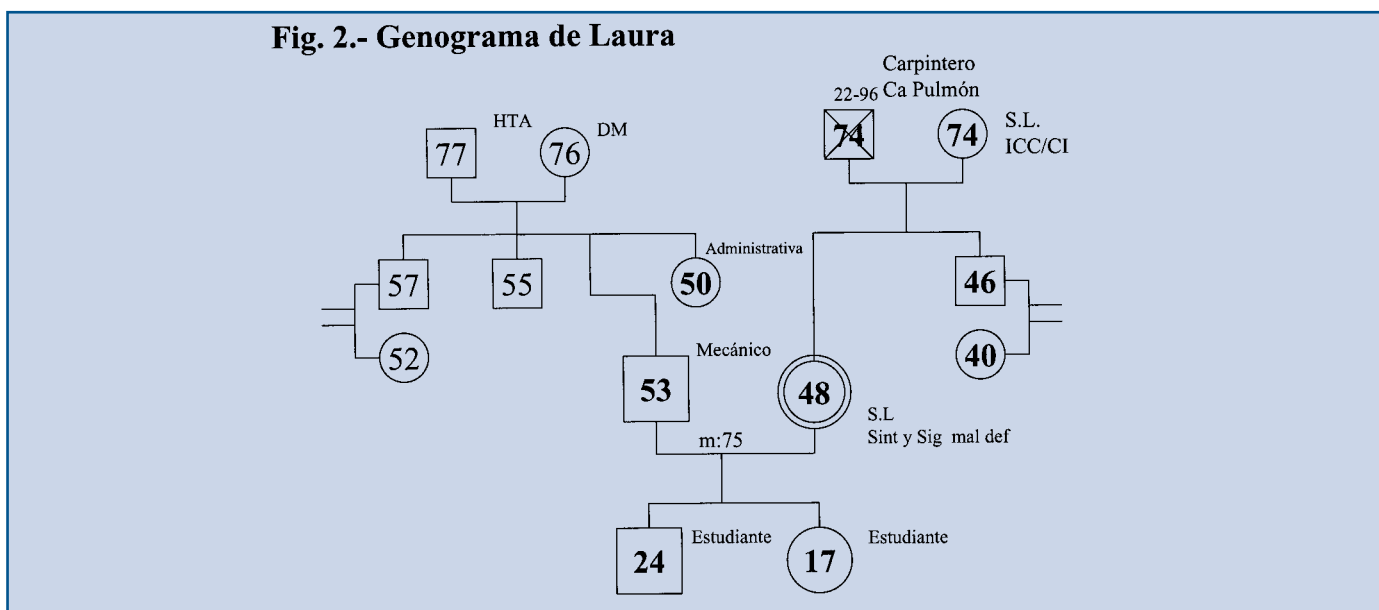 Fig. 2.- Genograma de Laura
Carpintero
22-96 Ca Pulmón
HTA
DM
77
76
74
74
S.L.
ICC/CI
Administrativa
57
55
50
46
52
Mecánico
40
53
48
S.L
Sint y Sig mal def
m:75
Estudiante
Estudiante
24
17